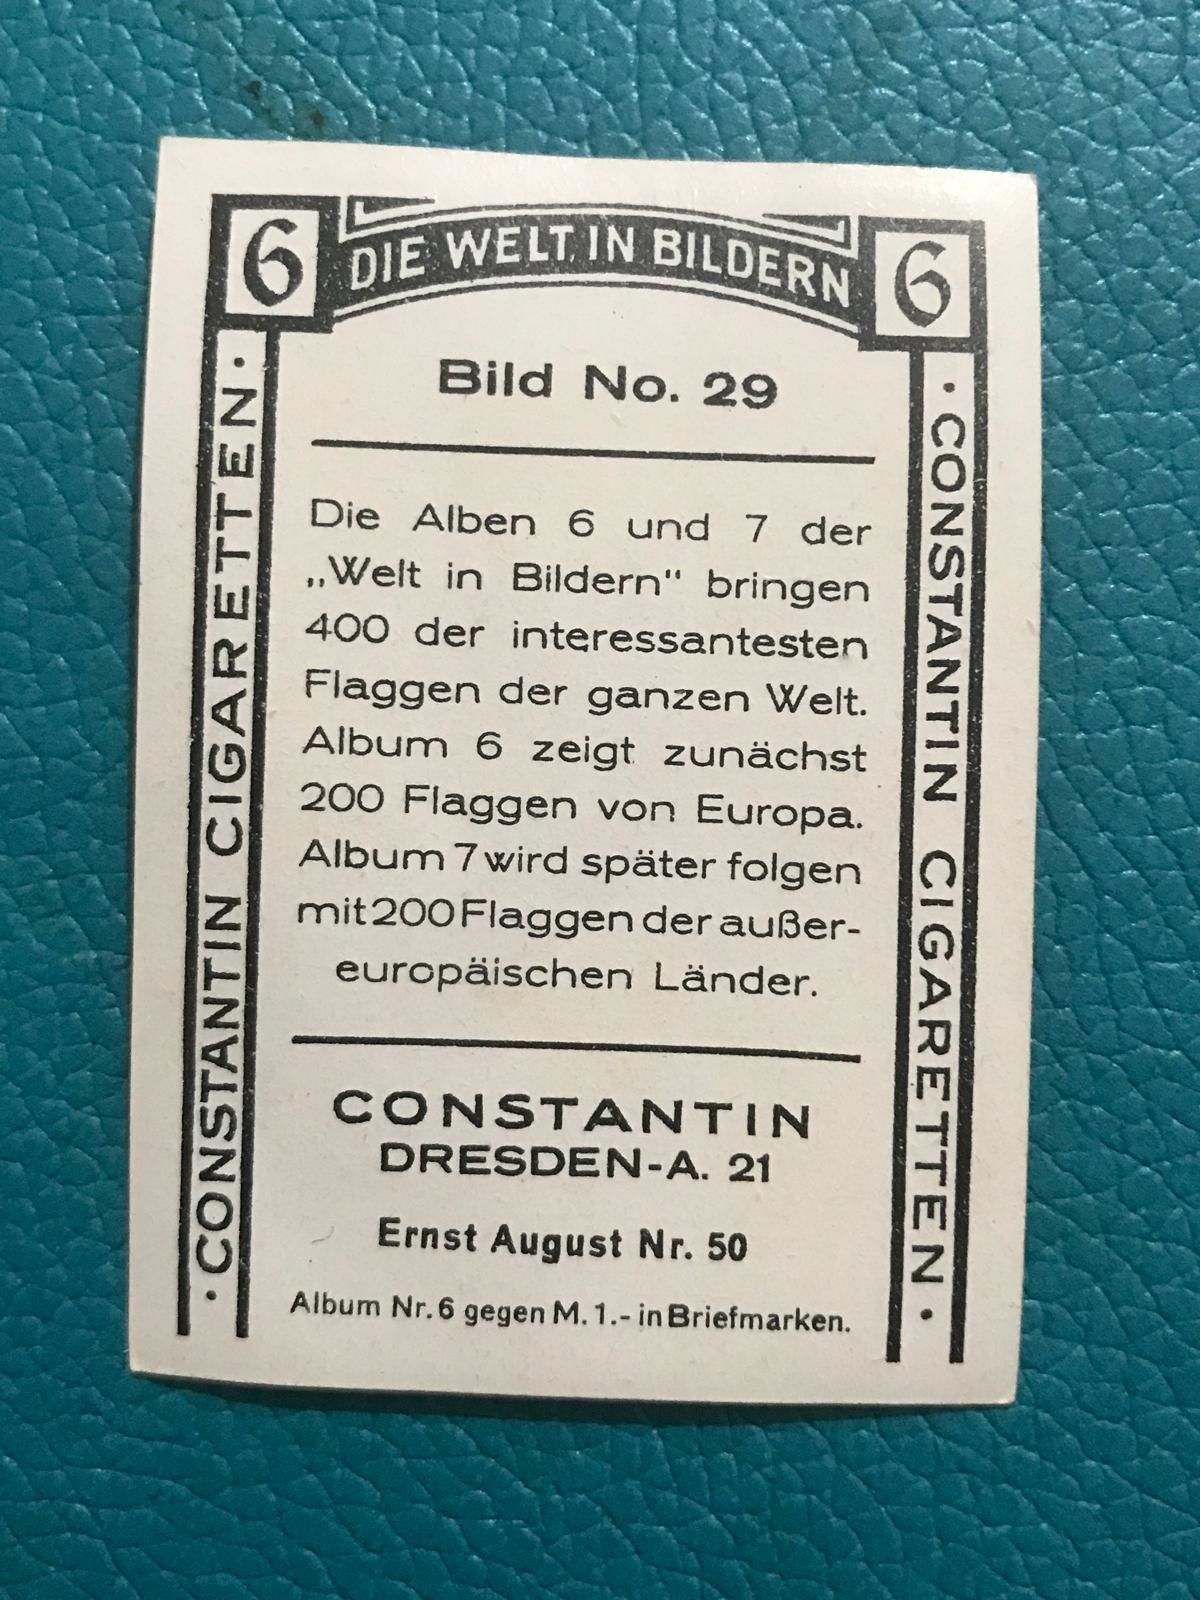 6 DIE WELT IN BILDERN 6
· CONSTANTIN CIGARETTEN ·
Bild No. 29
Die Alben 6 und 7 der
„Welt in Bildern" bringen
400 der interessantesten
Flaggen der ganzen Welt.
Album 6 zeigt zunächst
200 Flaggen von Europa.
Album 7 wird später folgen
mit 200 Flaggen der außer-
europäischen Länder.
CONSTANTIN
DRESDEN-A. 21
Ernst August Nr. 50
Album Nr. 6 gegen M. 1.- in Briefmarken.
· CONSTANTIN CIGARETTEN ·